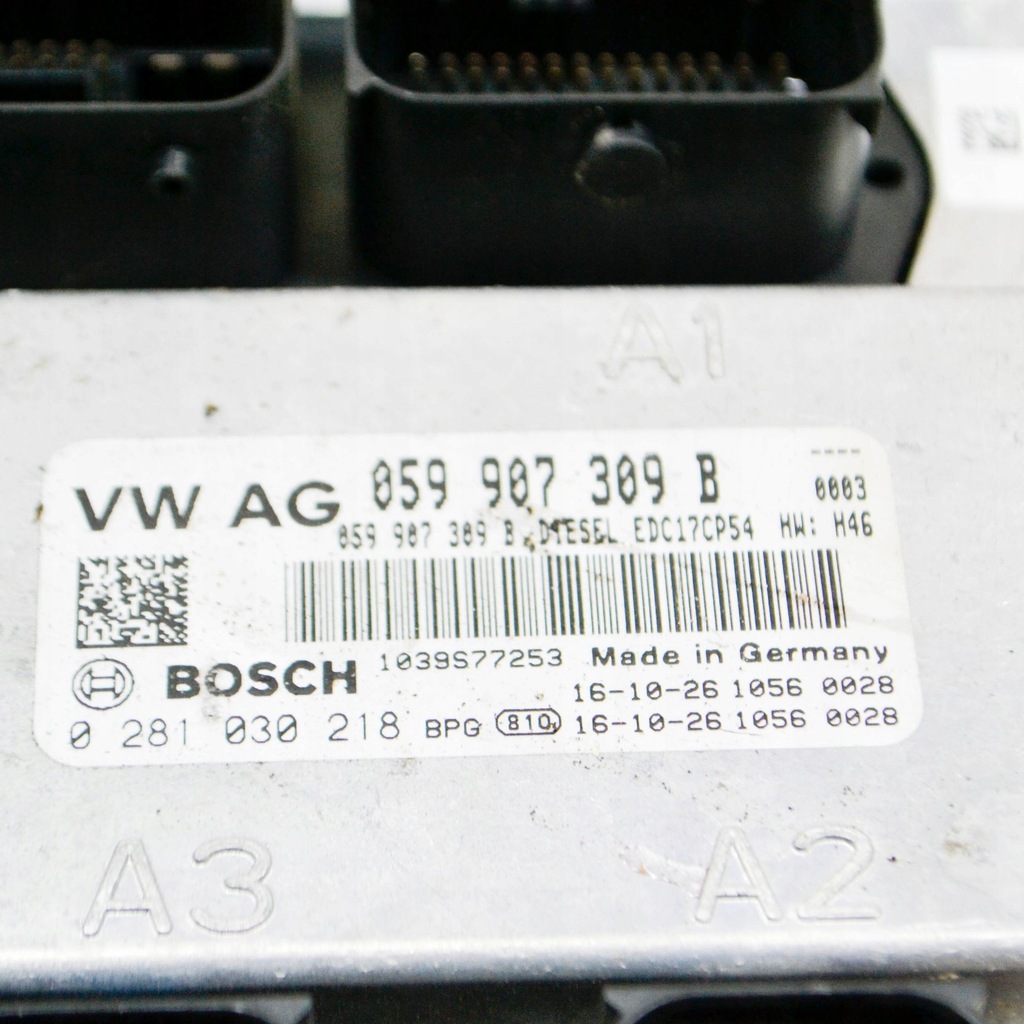 A1
VW AG 059 907 309 B ----
0003
059 907 309 B DIESEL EDC17CP54 HW: H46
BOSCH 1039S77253 Made in Germany
16-10-26 1056 0028
0 281 030 218 BPG 810 16-10-26 1056 0028
A3 A2